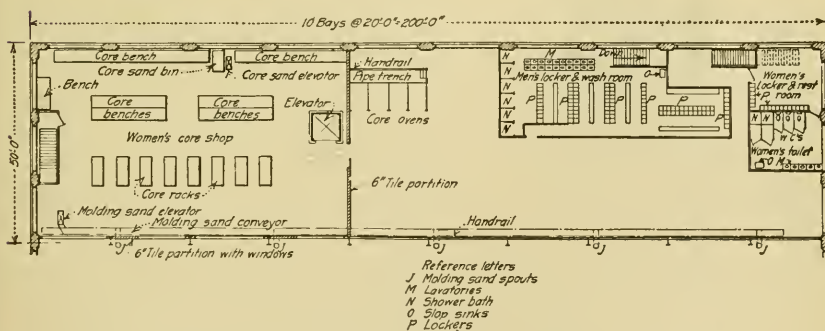 10 Bays @ 20'-0"=200'-0"
50'-0"
Core bench
Core sand bin
Core bench
Core sand elevator
Bench
Core benches
Core benches
Elevator
Women's core shop
Core racks
Molding sand elevator
Molding sand conveyor
6" Tile partition with windows
J
J
J
J
Handrail
Pipe trench
Core ovens
6" Tile partition
Handrail
M
Down
O
N
N
N
N
N
N
Men's locker & wash room
P
P
P
P
Women's
locker & rest
P room
N
N
W.C's
Women's toilet
O M
Reference letters
J Molding sand spouts
M Lavatories
N Shower bath
O Slop sinks
P Lockers